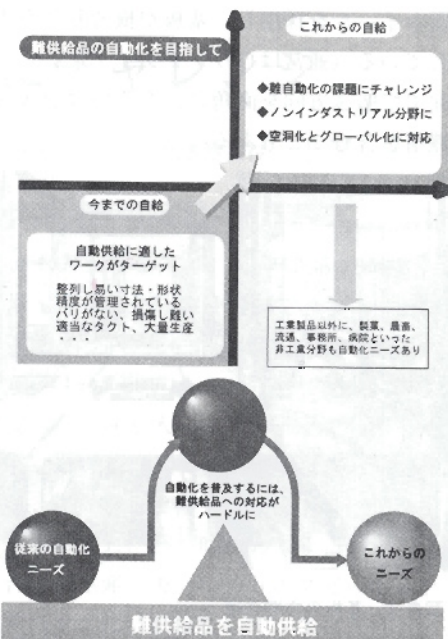 難供給品の自動化を目指して
これからの自給
◆難自動化の課題にチャレンジ
◆ノンインダストリアル分野に
◆空洞化とグローバル化に対応
今までの自給
自動供給に適した
ワークがターゲット
整列し易い寸法・形状
精度が管理されている
バリがない、損傷し難い
適当なタクト、大量生産
・・・
工業製品以外に、製菓、農畜、
流通、事務所、病院といった
非工業分野も自動化ニーズあり
自動化を普及するには、
難供給品への対応が
ハードルに
従来の自動化
ニーズ
これからの
ニーズ
難供給品を自動供給